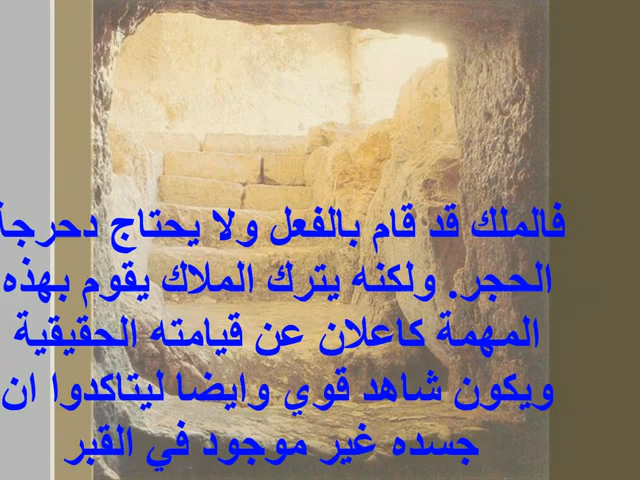 فالملك قد قام بالفعل ولا يحتاج دحرجة
الحجر. ولكنه يترك الملاك يقوم بهذه
المهمة كاعلان عن قيامته الحقيقية
ويكون شاهد قوي وايضا ليتاكدوا ان
جسده غير موجود في القبر